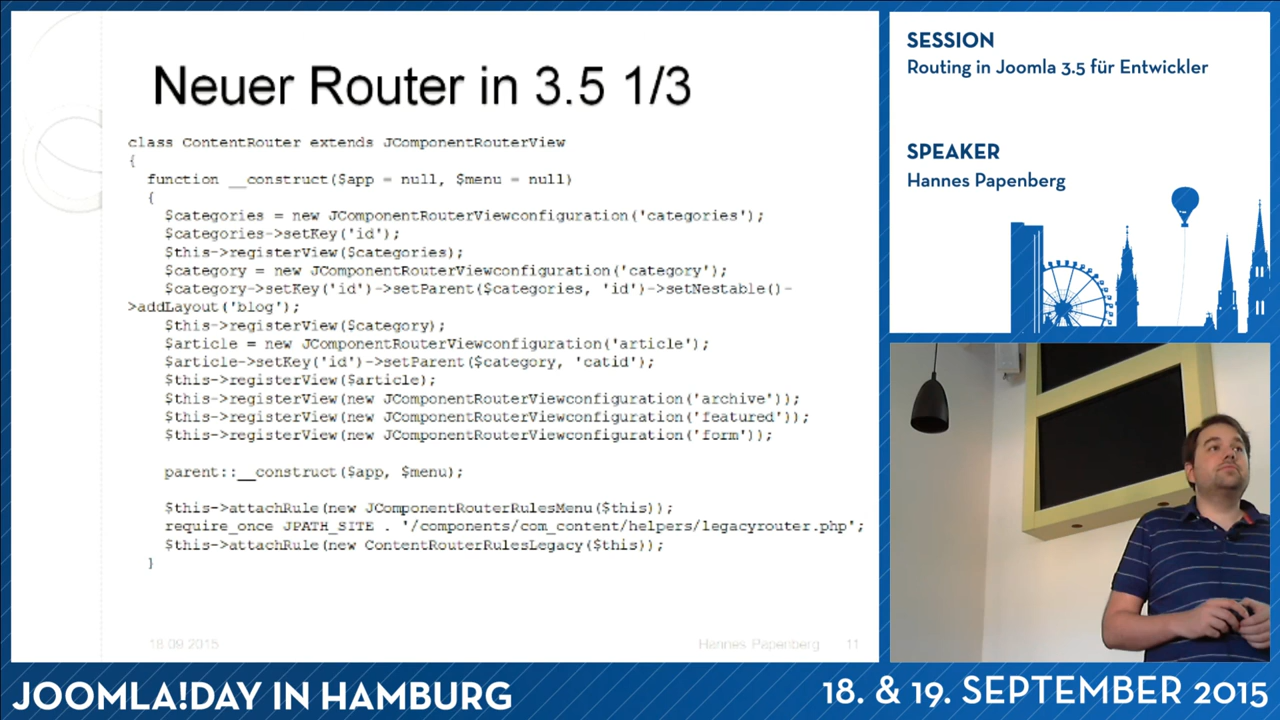 Neuer Router in 3.5 1/3
class ContentRouter extends JComponentRouterView
{
function __construct($app = null, $menu = null)
{
$categories = new JComponentRouterViewconfiguration('categories');
$categories->setKey('id');
$this->registerView($categories);
$category = new JComponentRouterViewconfiguration('category');
$category->setKey('id')->setParent($categories, 'id')->setNestable()-
>addLayout('blog');
$this->registerView($category);
$article = new JComponentRouterViewconfiguration('article');
$article->setKey('id')->setParent($category, 'catid');
$this->registerView($article);
$this->registerView(new JComponentRouterViewconfiguration('archive'));
$this->registerView(new JComponentRouterViewconfiguration('featured'));
$this->registerView(new JComponentRouterViewconfiguration('form'));
parent::__construct($app, $menu);
$this->attachRule(new JComponentRouterRulesMenu($this));
require_once JPATH_SITE . '/components/com_content/helpers/legacyrouter.php';
$this->attachRule(new ContentRouterRulesLegacy($this));
}
18.09.2015
Hannes Papenberg
11
SESSION
Routing in Joomla 3.5 für Entwickler
SPEAKER
Hannes Papenberg
JOOMLA!DAY IN HAMBURG
18. & 19. SEPTEMBER 2015